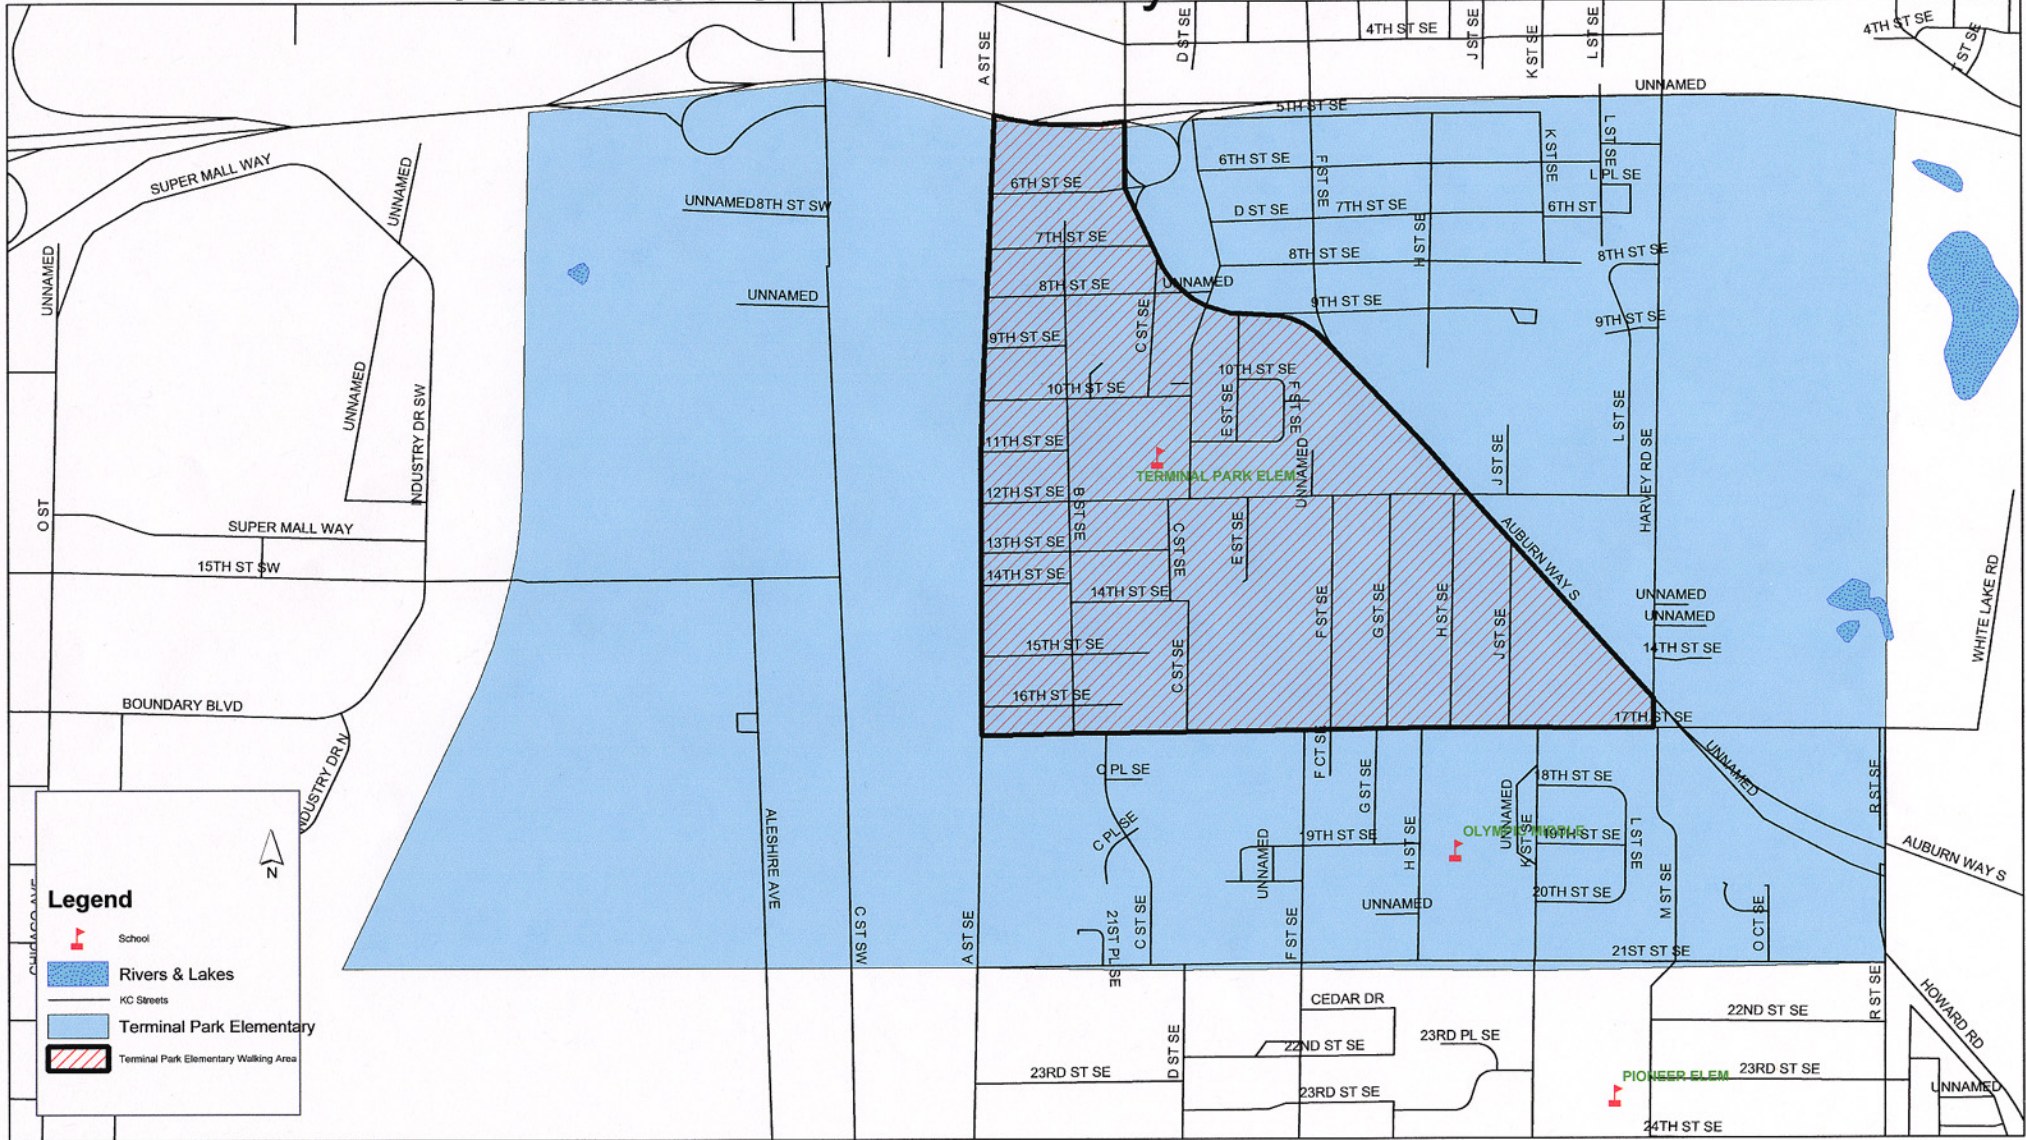 A ST SE
D ST SE
4TH ST SE
J ST SE
K ST SE
L ST SE
4TH ST SE
T ST SE
UNNAMED
5TH ST SE
SUPER MALL WAY
UNNAMED
UNNAMED
UNNAMED
8TH ST SW
UNNAMED
6TH ST SE
7TH ST SE
8TH ST SE
UNNAMED
9TH ST SE
C ST SE
10TH ST SE
11TH ST SE
12TH ST SE
B ST SE
13TH ST SE
14TH ST SE
14TH ST SE
C ST SE
15TH ST SE
16TH ST SE
C ST SE
6TH ST SE
F ST SE
K ST SE
L ST SE
L PL SE
D ST SE
7TH ST SE
6TH ST
H ST SE
8TH ST SE
8TH ST SE
9TH ST SE
9TH ST SE
10TH ST SE
E ST SE
F ST SE
UNNAMED
TERMINAL PARK ELEM
E ST SE
F ST SE
G ST SE
H ST SE
J ST SE
J ST SE
L ST SE
HARVEY RD SE
AUBURN WAY S
UNNAMED
UNNAMED
14TH ST SE
17TH ST SE
WHITE LAKE RD
UNNAMED
INDUSTRY DR SW
O ST
SUPER MALL WAY
15TH ST SW
BOUNDARY BLVD
INDUSTRY DR N
ALESHIRE AVE
C ST SW
A ST SE
C PL SE
C PL SE
21ST PL SE
C ST SE
UNNAMED
F ST SE
F CT SE
G ST SE
19TH ST SE
H ST SE
UNNAMED
OLYMPIC MIDDLE
UNNAMED
K ST SE
18TH ST SE
19TH ST SE
20TH ST SE
L ST SE
M ST SE
UNNAMED
R ST SE
AUBURN WAY S
O CT SE
21ST ST SE
R ST SE
HOWARD RD
22ND ST SE
23RD ST SE
UNNAMED
24TH ST SE
PIONEER ELEM
CEDAR DR
22ND ST SE
23RD PL SE
23RD ST SE
D ST SE
23RD ST SE
CHICAGO AVE
N
Legend
School
Rivers & Lakes
KC Streets
Terminal Park Elementary
Terminal Park Elementary Walking Area